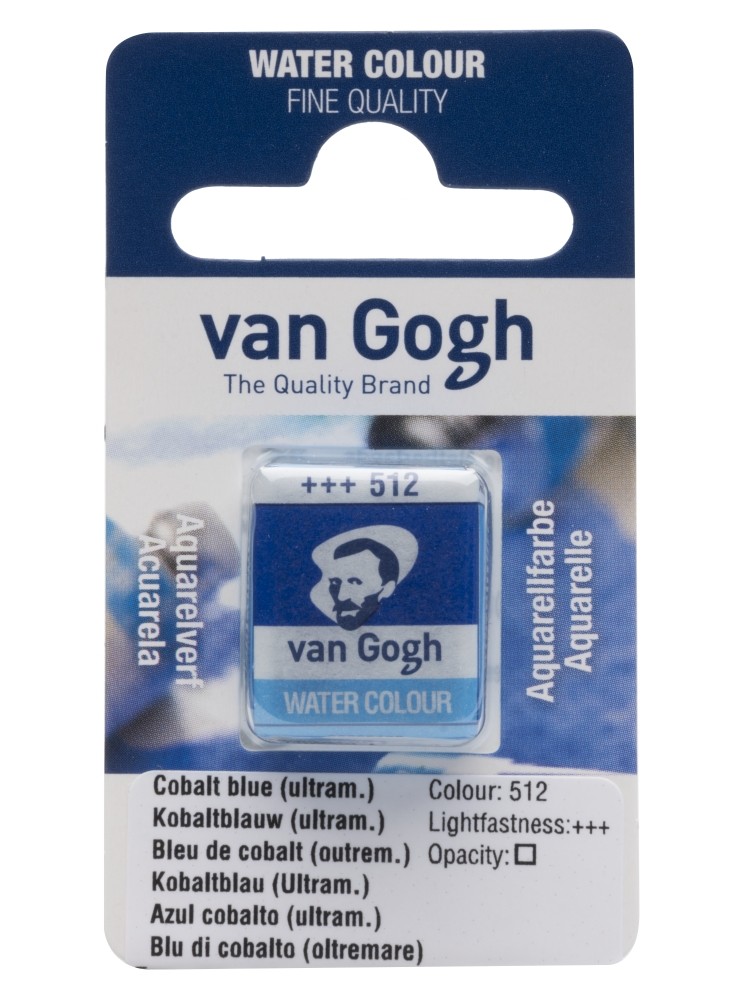 WATER COLOUR
FINE QUALITY
van Gogh
The Quality Brand
+++ 512
van Gogh
WATER COLOUR
Aquarelverf
Acuarela
Aquarellfarbe
Aquarelle
Cobalt blue (ultram.)
Kobaltblauw (ultram.)
Bleu de cobalt (outrem.)
Kobaltblau (Ultram.)
Azul cobalto (ultram.)
Blu di cobalto (oltremare)
Colour: 512
Lightfastness:+++
Opacity: □